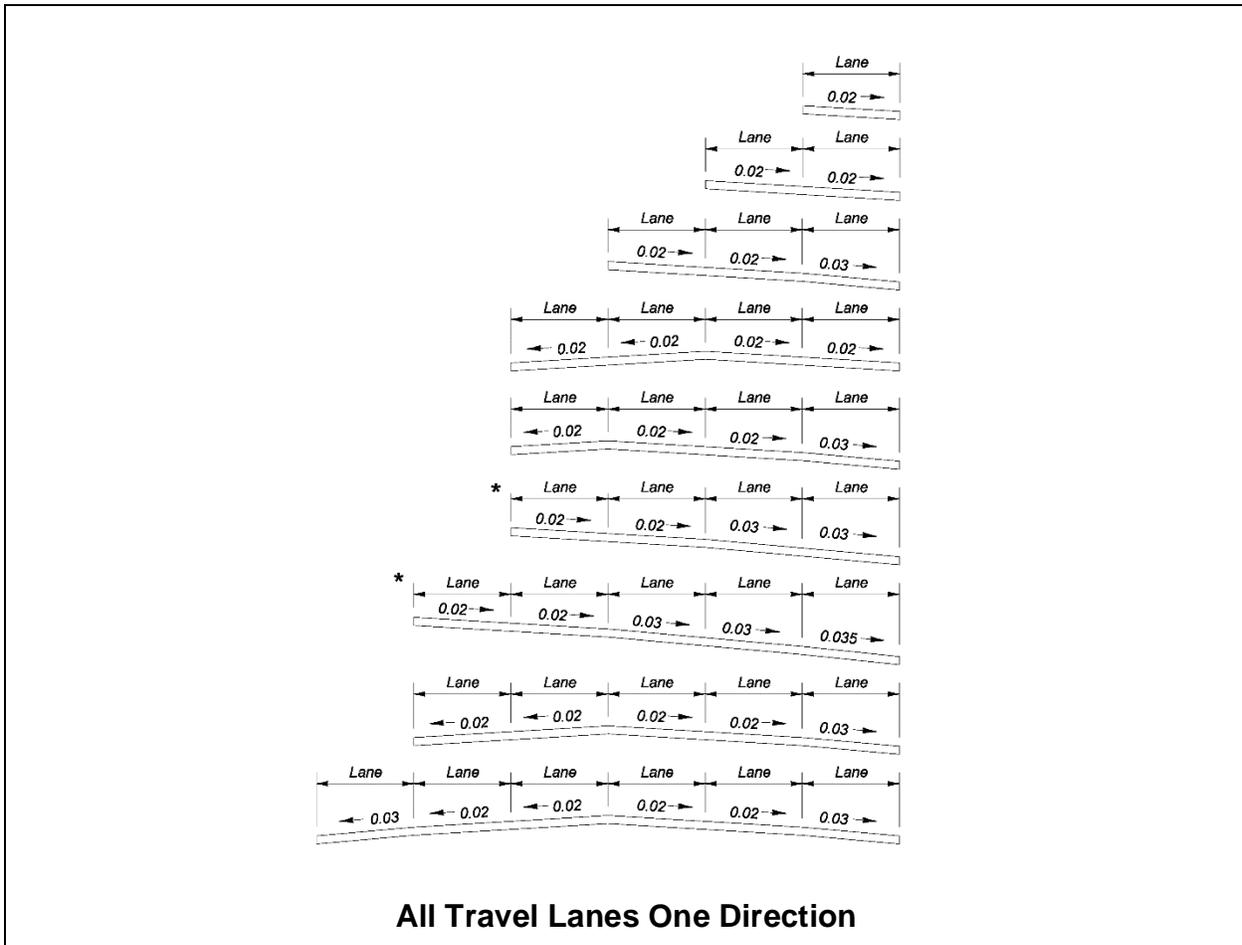 Lane
0.02
Lane Lane
0.02 0.02
Lane Lane Lane
0.02 0.02 0.03
Lane Lane Lane Lane
0.02 0.02 0.02 0.02
Lane Lane Lane Lane
0.02 0.02 0.02 0.03
* Lane Lane Lane Lane
0.02 0.02 0.03 0.03
* Lane Lane Lane Lane Lane
0.02 0.02 0.03 0.03 0.035
Lane Lane Lane Lane Lane
0.02 0.02 0.02 0.02 0.03
Lane Lane Lane Lane Lane Lane
0.03 0.02 0.02 0.02 0.02 0.03
All Travel Lanes One Direction